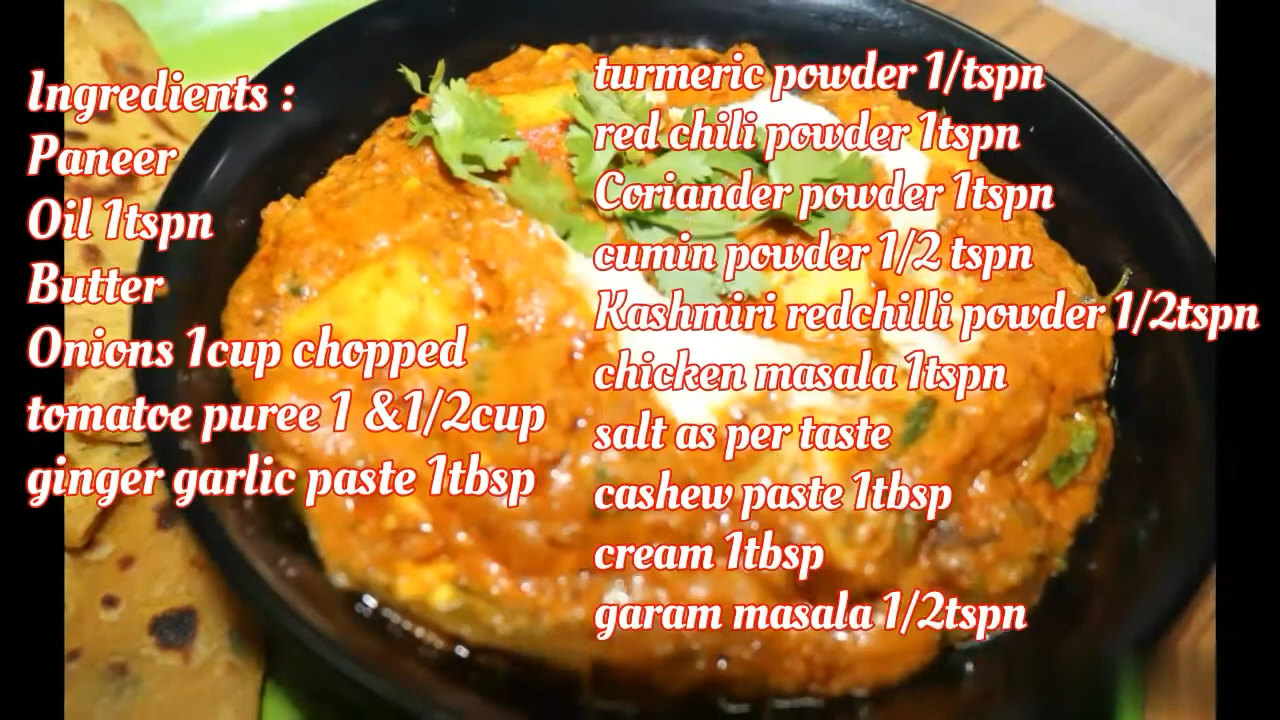 Ingredients :
Paneer
Oil 1tspn
Butter
Onions 1cup chopped
tomatoe puree 1 &1/2cup
ginger garlic paste 1tbsp
turmeric powder 1/tspn
red chili powder 1tspn
Coriander powder 1tspn
cumin powder 1/2 tspn
Kashmiri redchilli powder 1/2tspn
chicken masala 1tspn
salt as per taste
cashew paste 1tbsp
cream 1tbsp
garam masala 1/2tspn